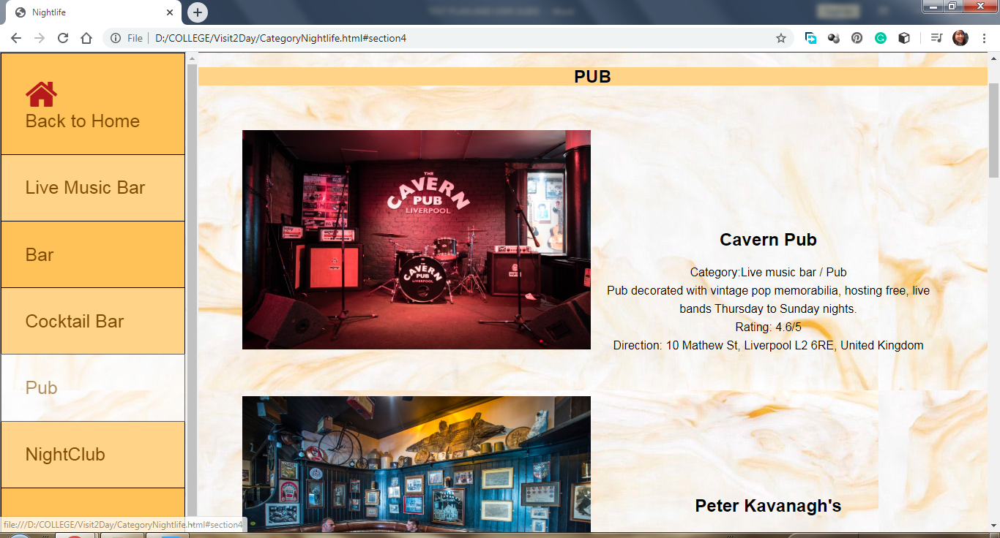 Nightlife
File
D:/COLLEGE/Visit2Day/CategoryNightlife.html#section4
Back to Home
Live Music Bar
Bar
Cocktail Bar
Pub
NightClub
file:///D:/COLLEGE/Visit2Day/CategoryNightlife.html#section4
PUB
THE
CAVERN
PUB
LIVERPOOL
THE
CAVERN
PUB
LIVERPOOL
Cavern Pub
Category:Live music bar / Pub
Pub decorated with vintage pop memorabilia, hosting free, live
bands Thursday to Sunday nights.
Rating: 4.6/5
Direction: 10 Mathew St, Liverpool L2 6RE, United Kingdom
Peter Kavanagh's